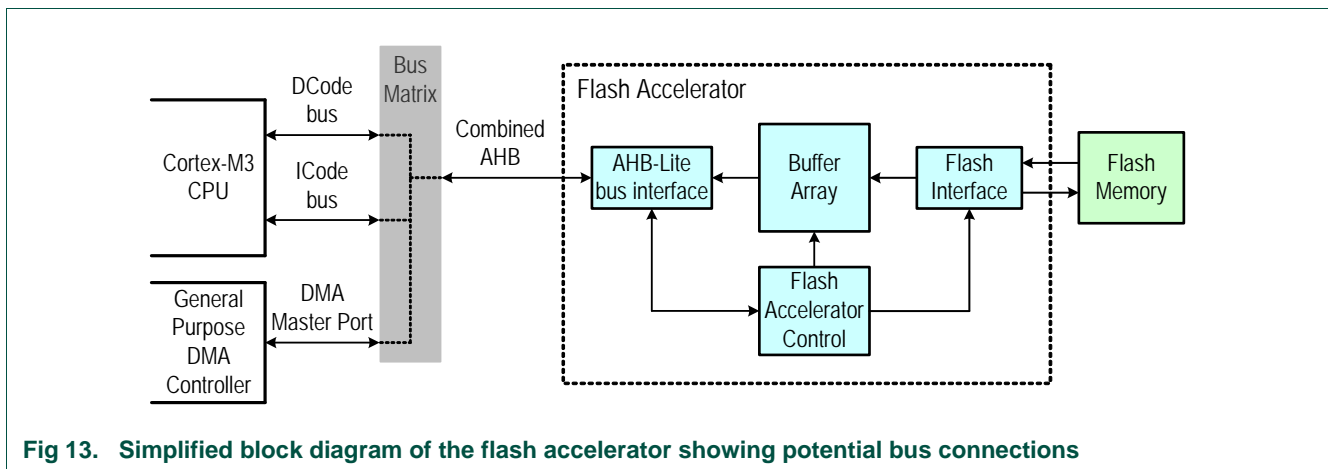 DCode
bus
Bus
Matrix
Cortex-M3
CPU
ICode
bus
General
Purpose
DMA
Controller
DMA
Master Port
Combined
AHB
Flash Accelerator
AHB-Lite
bus interface
Buffer
Array
Flash
Interface
Flash
Memory
Flash
Accelerator
Control
Fig 13. Simplified block diagram of the flash accelerator showing potential bus connections